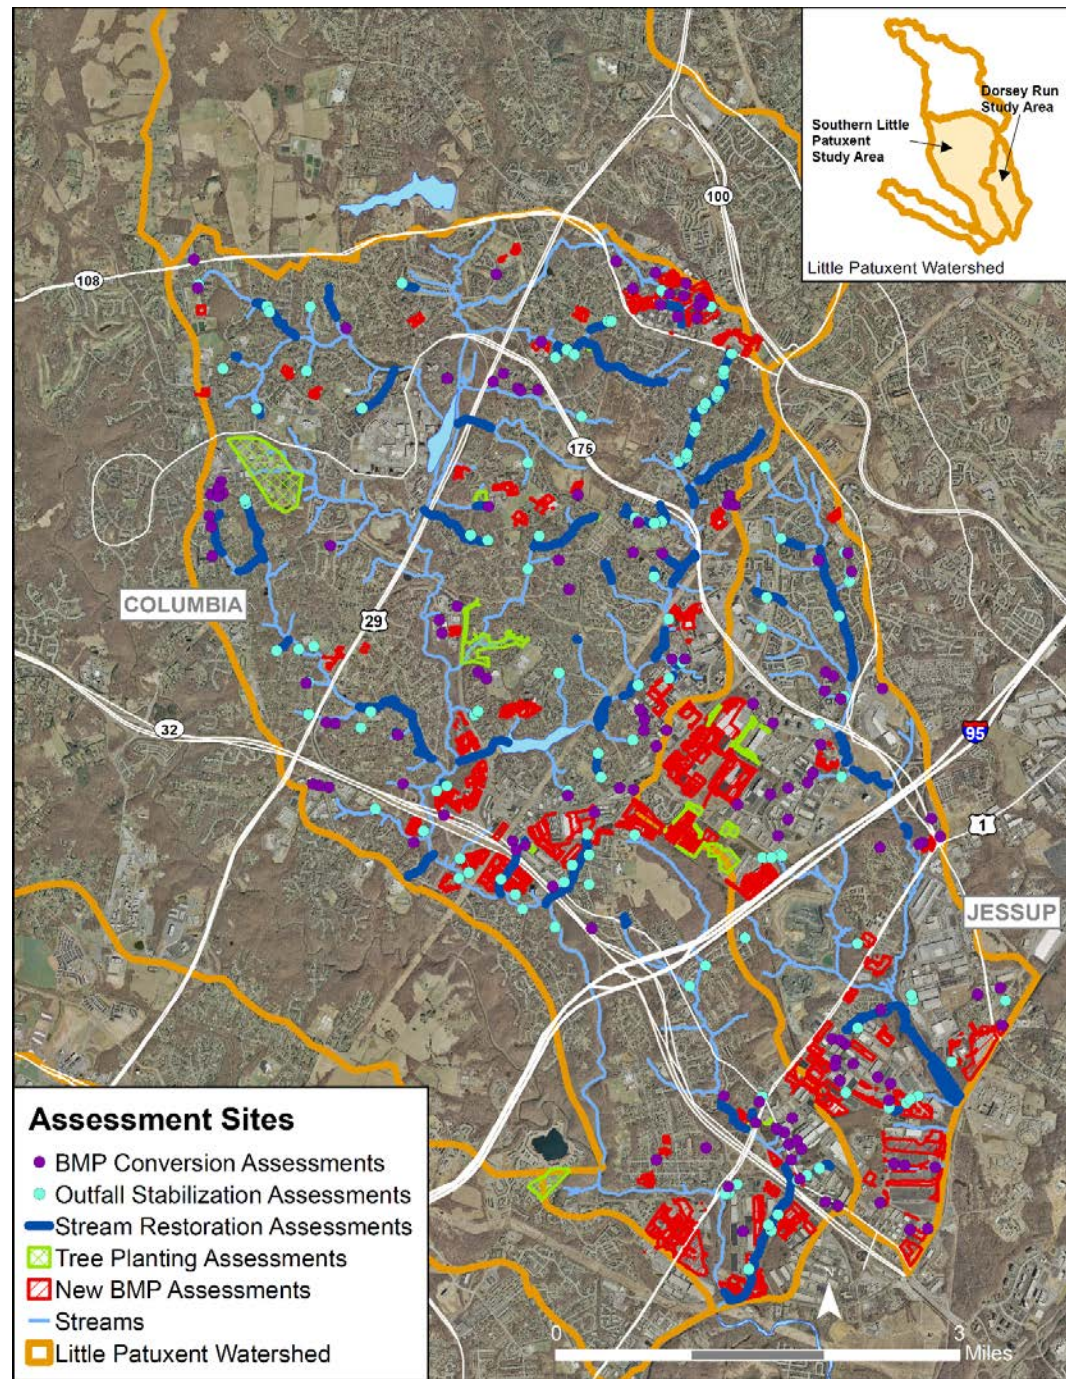 Dorsey Run
Study Area
Southern Little
Patuxent
Study Area
Little Patuxent Watershed
100
108
175
COLUMBIA
29
32
95
1
JESSUP
Assessment Sites
BMP Conversion Assessments
Outfall Stabilization Assessments
Stream Restoration Assessments
Tree Planting Assessments
New BMP Assessments
Streams
Little Patuxent Watershed
0
3
Miles